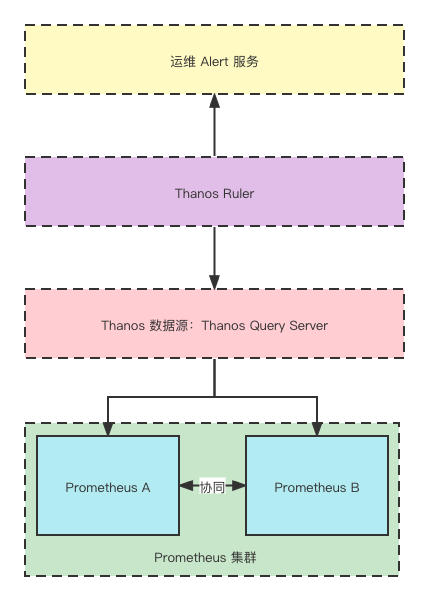 运维 Alert 服务
Thanos Ruler
Thanos 数据源：Thanos Query Server
Prometheus A
协同
Prometheus B
Prometheus 集群